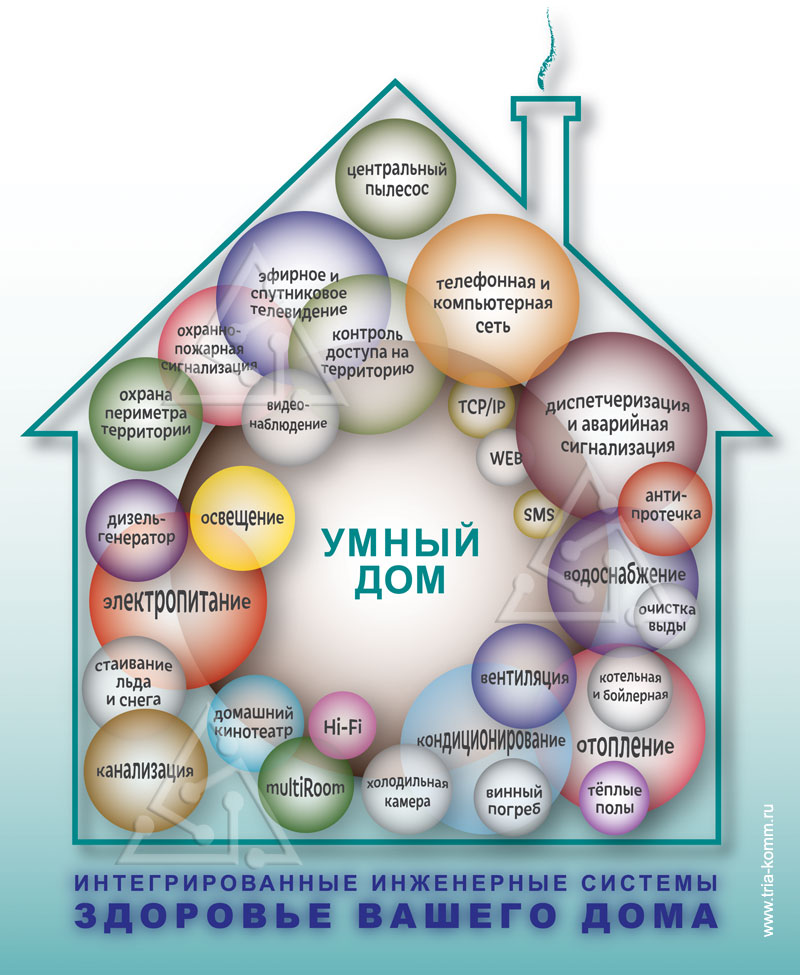 центральный
пылесос
эфирное и
спутниковое
телевидение
телефонная и
компьютерная
сеть
охранно-
пожарная
сигнализация
контроль
доступа на
территорию
охрана
периметра
территории
видео-
наблюдение
TCP/IP
диспетчеризация
и аварийная
сигнализация
WEB
SMS
анти-
протечка
дизель-
генератор
освещение
УМНЫЙ
ДОМ
водоснабжение
очистка
выды
электропитание
стаивание
льда
и снега
вентиляция
котельная
и бойлерная
домашний
кинотеатр
Hi-Fi
кондиционирование
отопление
канализация
multiRoom
холодильная
камера
винный
погреб
тёплые
полы
ИНТЕГРИРОВАННЫЕ ИНЖЕНЕРНЫЕ СИСТЕМЫ
ЗДОРОВЬЕ ВАШЕГО ДОМА
www.tria-komm.ru